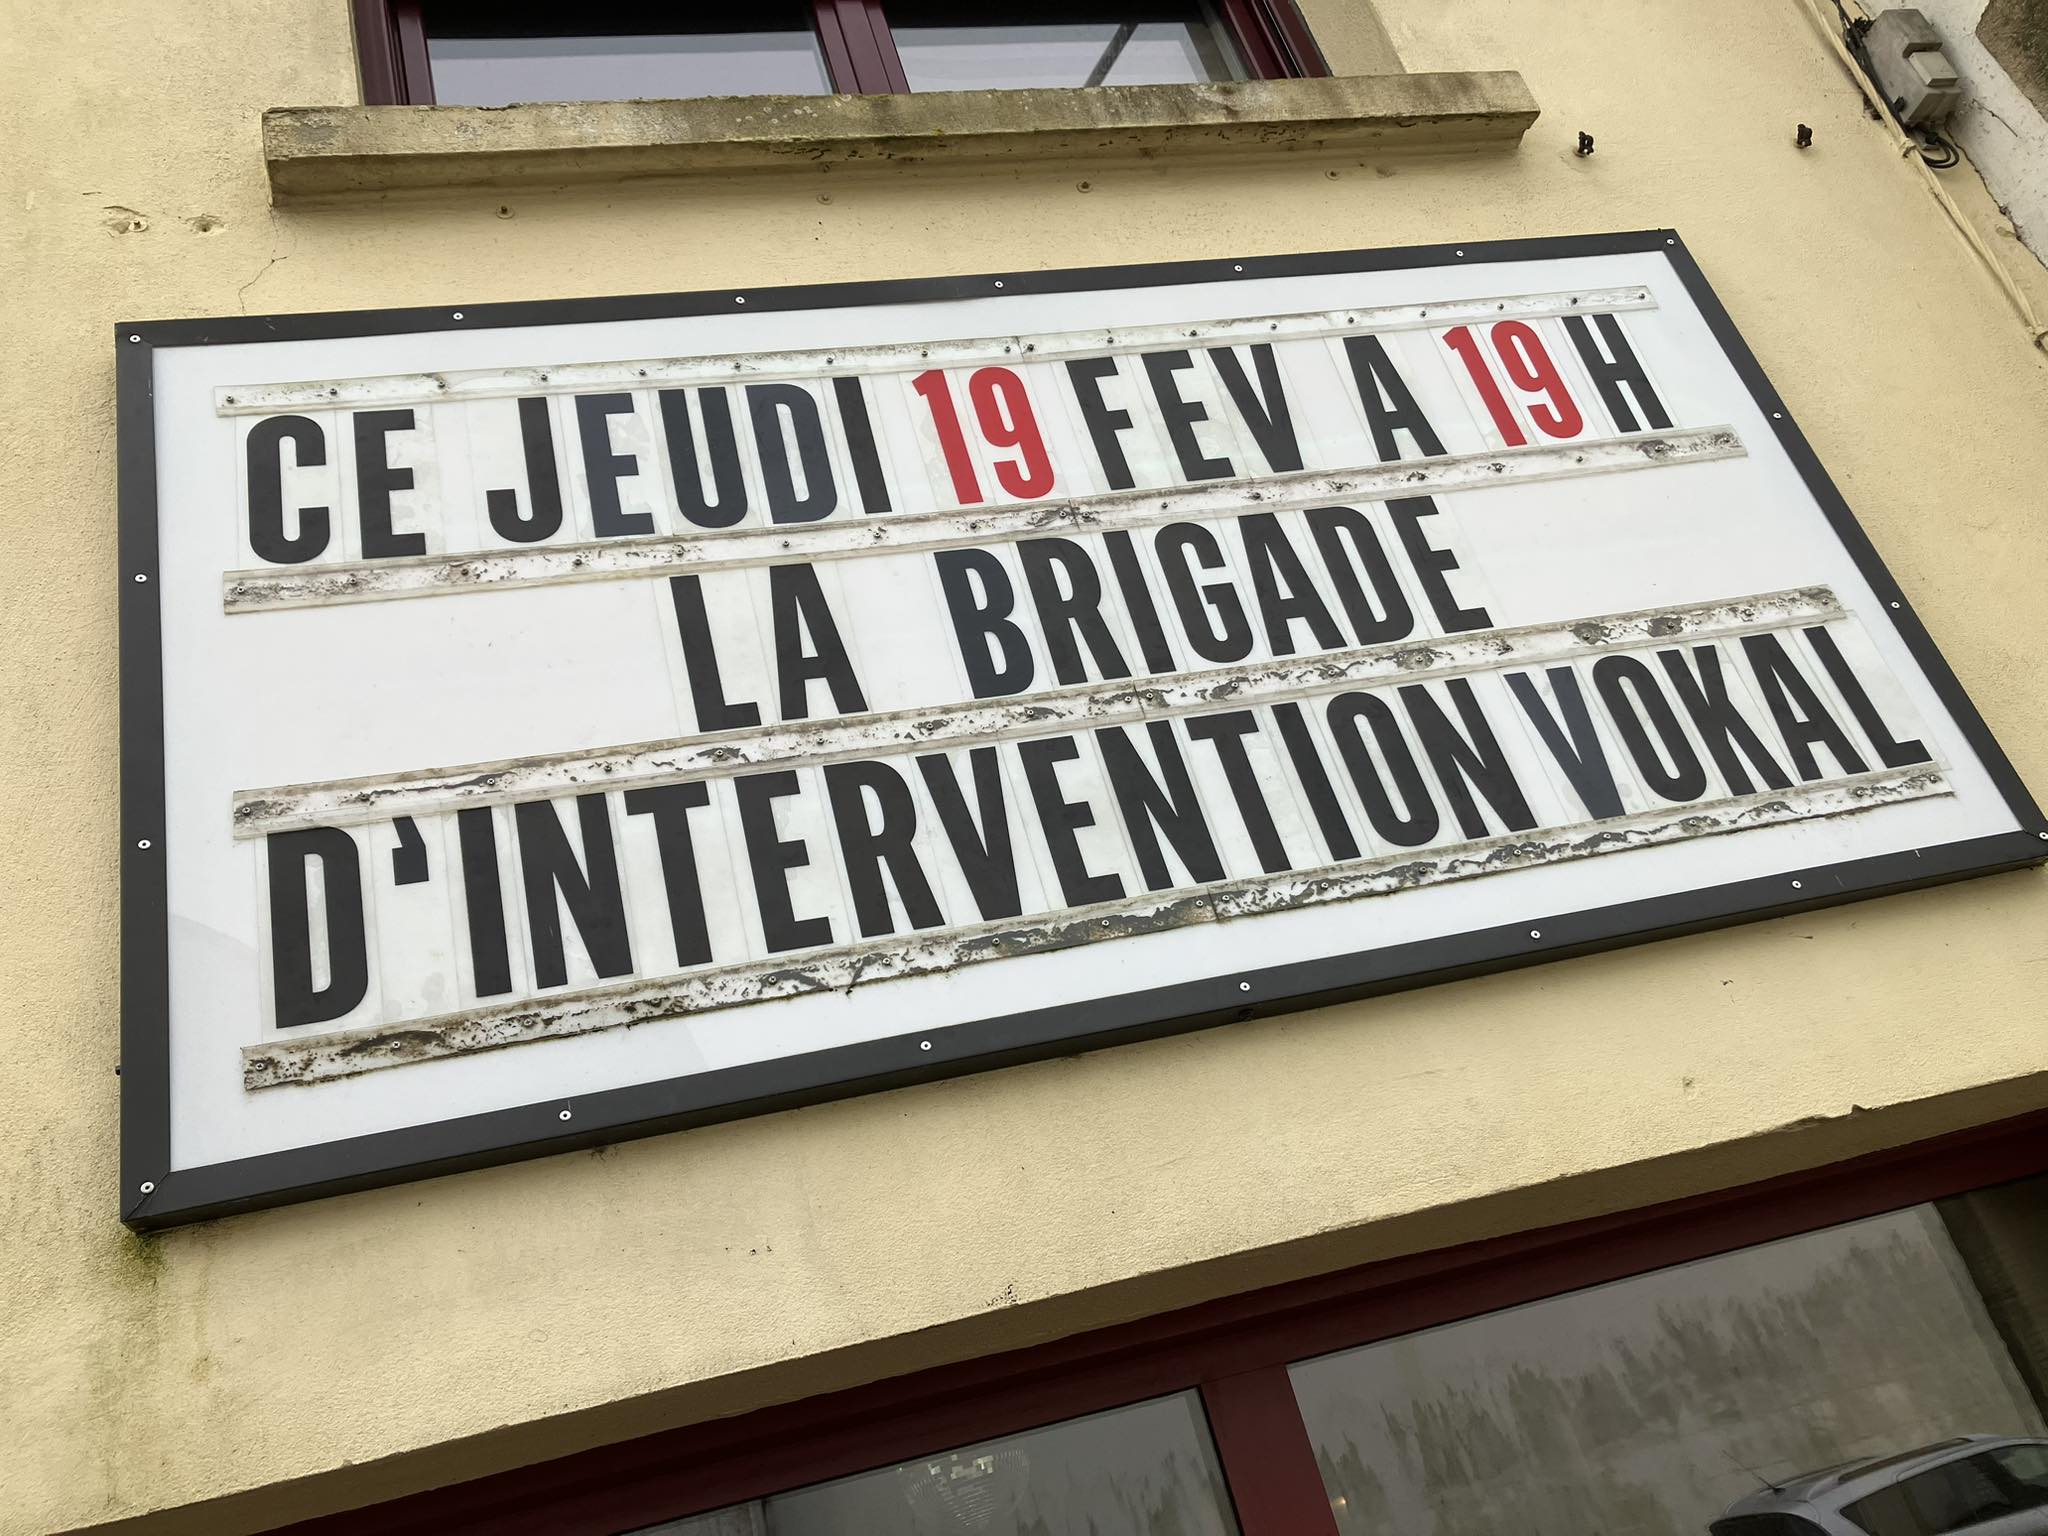 CE JEUDI 19 FEV A 19H
LA BRIGADE
D'INTERVENTION VOKAL